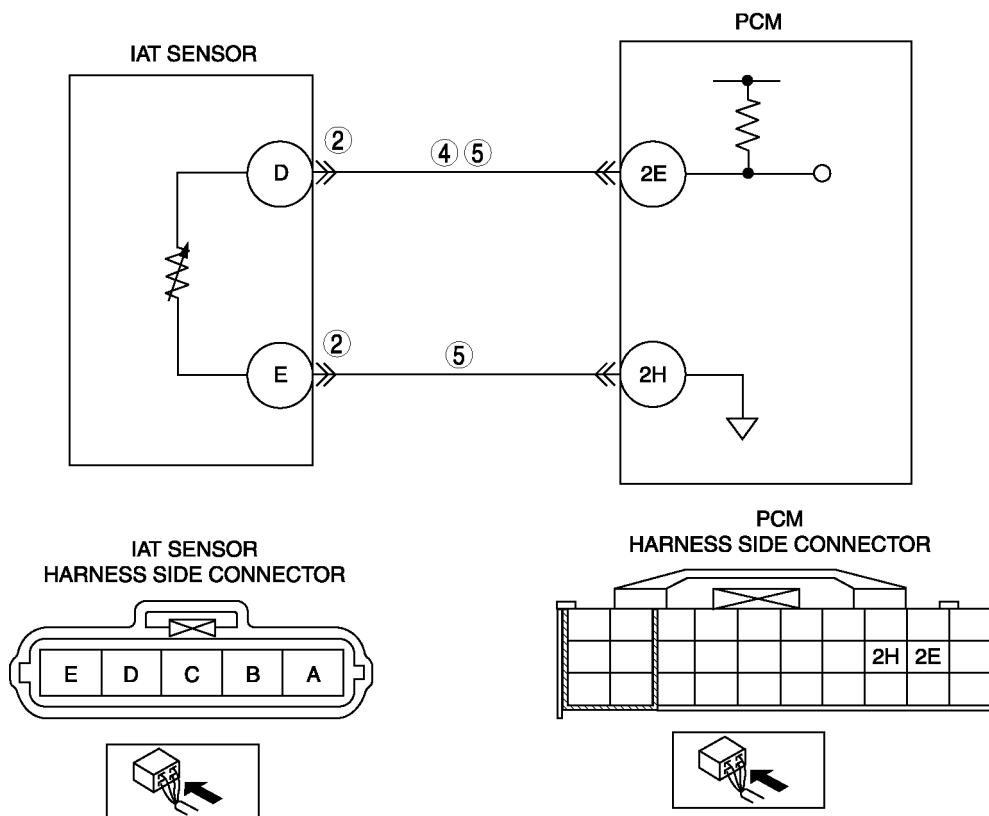 PCM
IAT SENSOR
2
4 5
D
2E
2
5
E
2H
PCM
HARNESS SIDE CONNECTOR
IAT SENSOR
HARNESS SIDE CONNECTOR
2H 2E
E D C B A